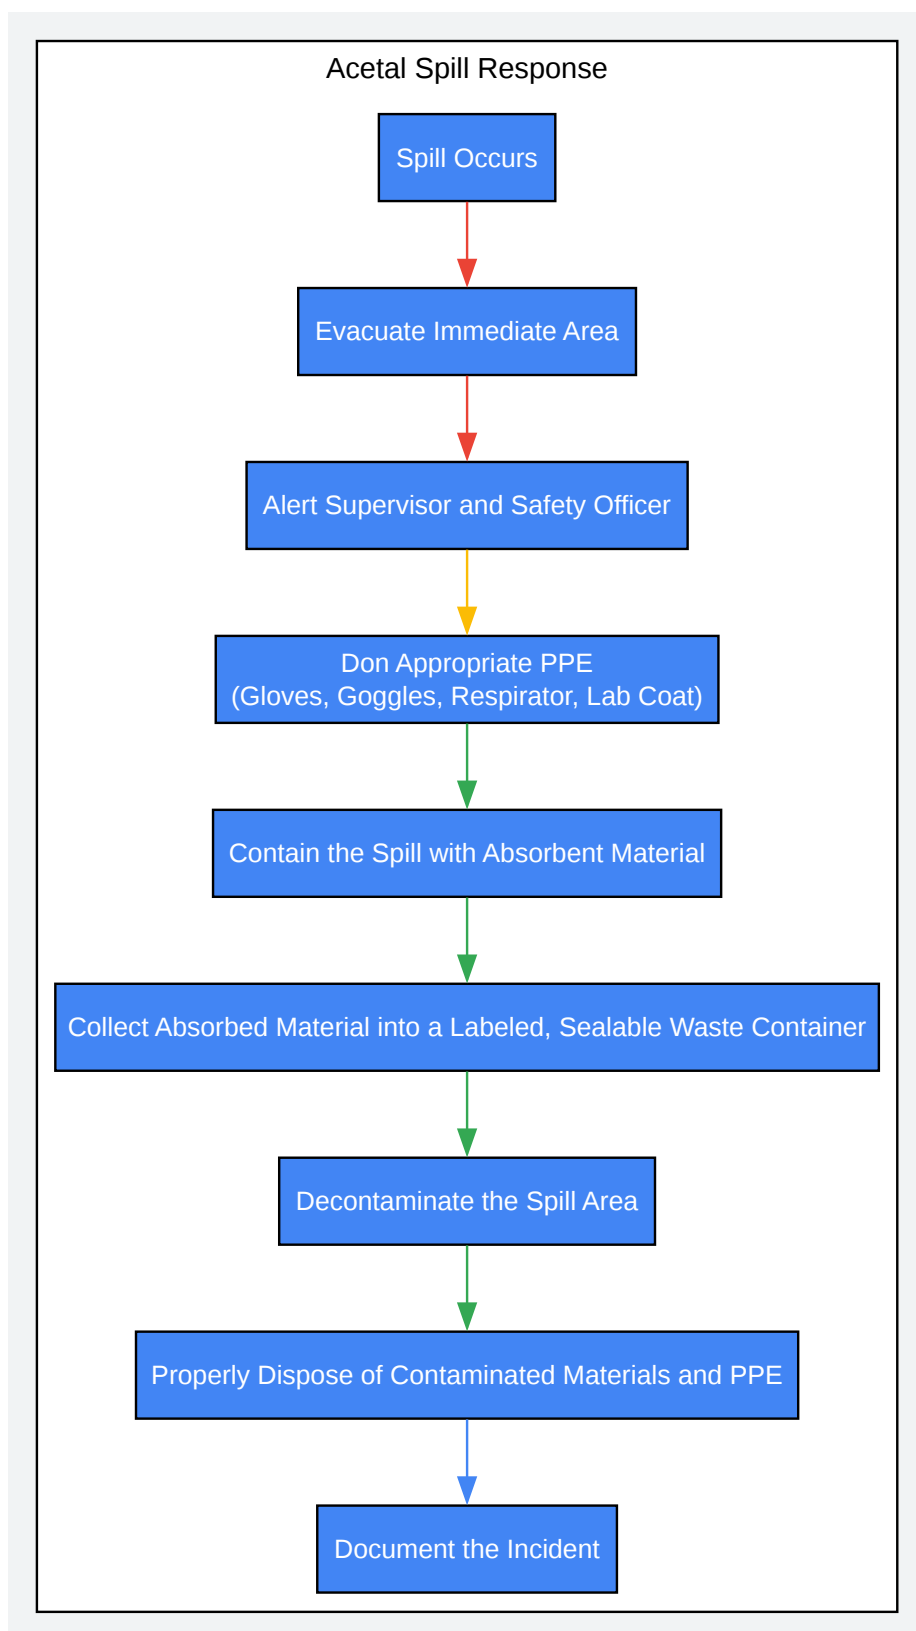 Acetal Spill Response
Spill Occurs
Evacuate Immediate Area
Alert Supervisor and Safety Officer
Don Appropriate PPE
(Gloves, Goggles, Respirator, Lab Coat)
Contain the Spill with Absorbent Material
Collect Absorbed Material into a Labeled, Sealable Waste Container
Decontaminate the Spill Area
Properly Dispose of Contaminated Materials and PPE
Document the Incident